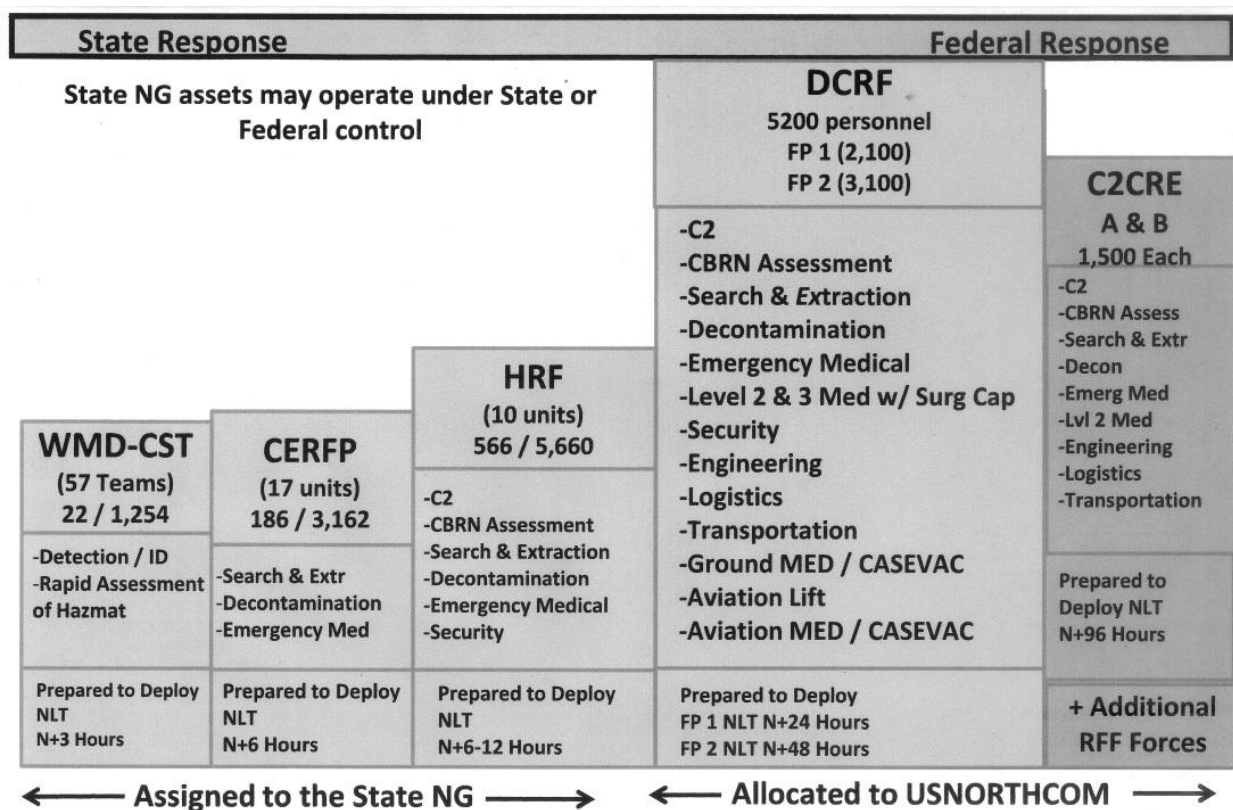 State Response
Federal Response
State NG assets may operate under State or
Federal control
WMD-CST
(57 Teams)
22 / 1,254
-Detection / ID
-Rapid Assessment
of Hazmat
Prepared to Deploy
NLT
N+3 Hours
CERFP
(17 units)
186 / 3,162
-Search & Extr
-Decontamination
-Emergency Med
Prepared to Deploy
NLT
N+6 Hours
HRF
(10 units)
566 / 5,660
-C2
-CBRN Assessment
-Search & Extraction
-Decontamination
-Emergency Medical
-Security
Prepared to Deploy
NLT
N+6-12 Hours
DCRF
5200 personnel
FP 1 (2,100)
FP 2 (3,100)
-C2
-CBRN Assessment
-Search & Extraction
-Decontamination
-Emergency Medical
-Level 2 & 3 Med w/ Surg Cap
-Security
-Engineering
-Logistics
-Transportation
-Ground MED / CASEVAC
-Aviation Lift
-Aviation MED / CASEVAC
Prepared to Deploy
FP 1 NLT N+24 Hours
FP 2 NLT N+48 Hours
C2CRE
A & B
1,500 Each
-C2
-CBRN Assess
-Search & Extr
-Decon
-Emerg Med
-Lvl 2 Med
-Engineering
-Logistics
-Transportation
Prepared to
Deploy NLT
N+96 Hours
+ Additional
RFF Forces
Assigned to the State NG
Allocated to USNORTHCOM